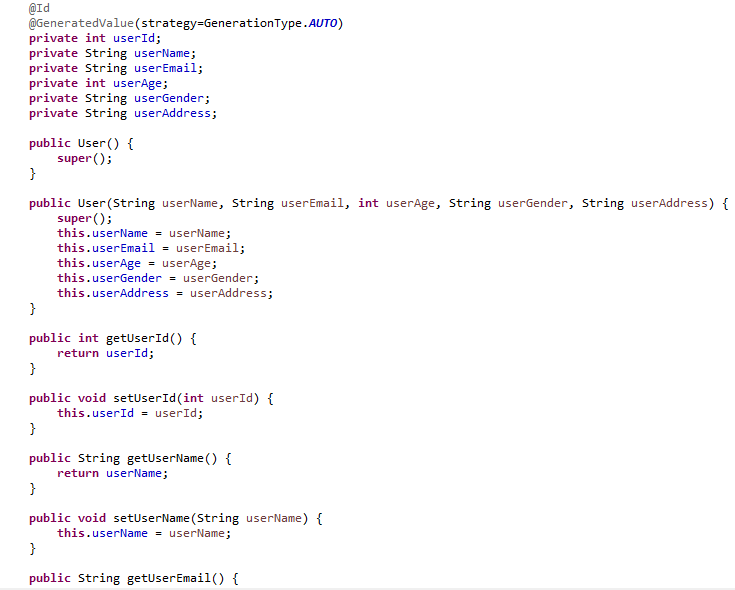 @Id
@GeneratedValue(strategy=GenerationType.AUTO)
private int userId;
private String userName;
private String userEmail;
private int userAge;
private String userGender;
private String userAddress;
public User() {
super();
}
public User(String userName, String userEmail, int userAge, String userGender, String userAddress) {
super();
this.userName = userName;
this.userEmail = userEmail;
this.userAge = userAge;
this.userGender = userGender;
this.userAddress = userAddress;
}
public int getUserId() {
return userId;
}
public void setUserId(int userId) {
this.userId = userId;
}
public String getUserName() {
return userName;
}
public void setUserName(String userName) {
this.userName = userName;
}
public String getUserEmail() {